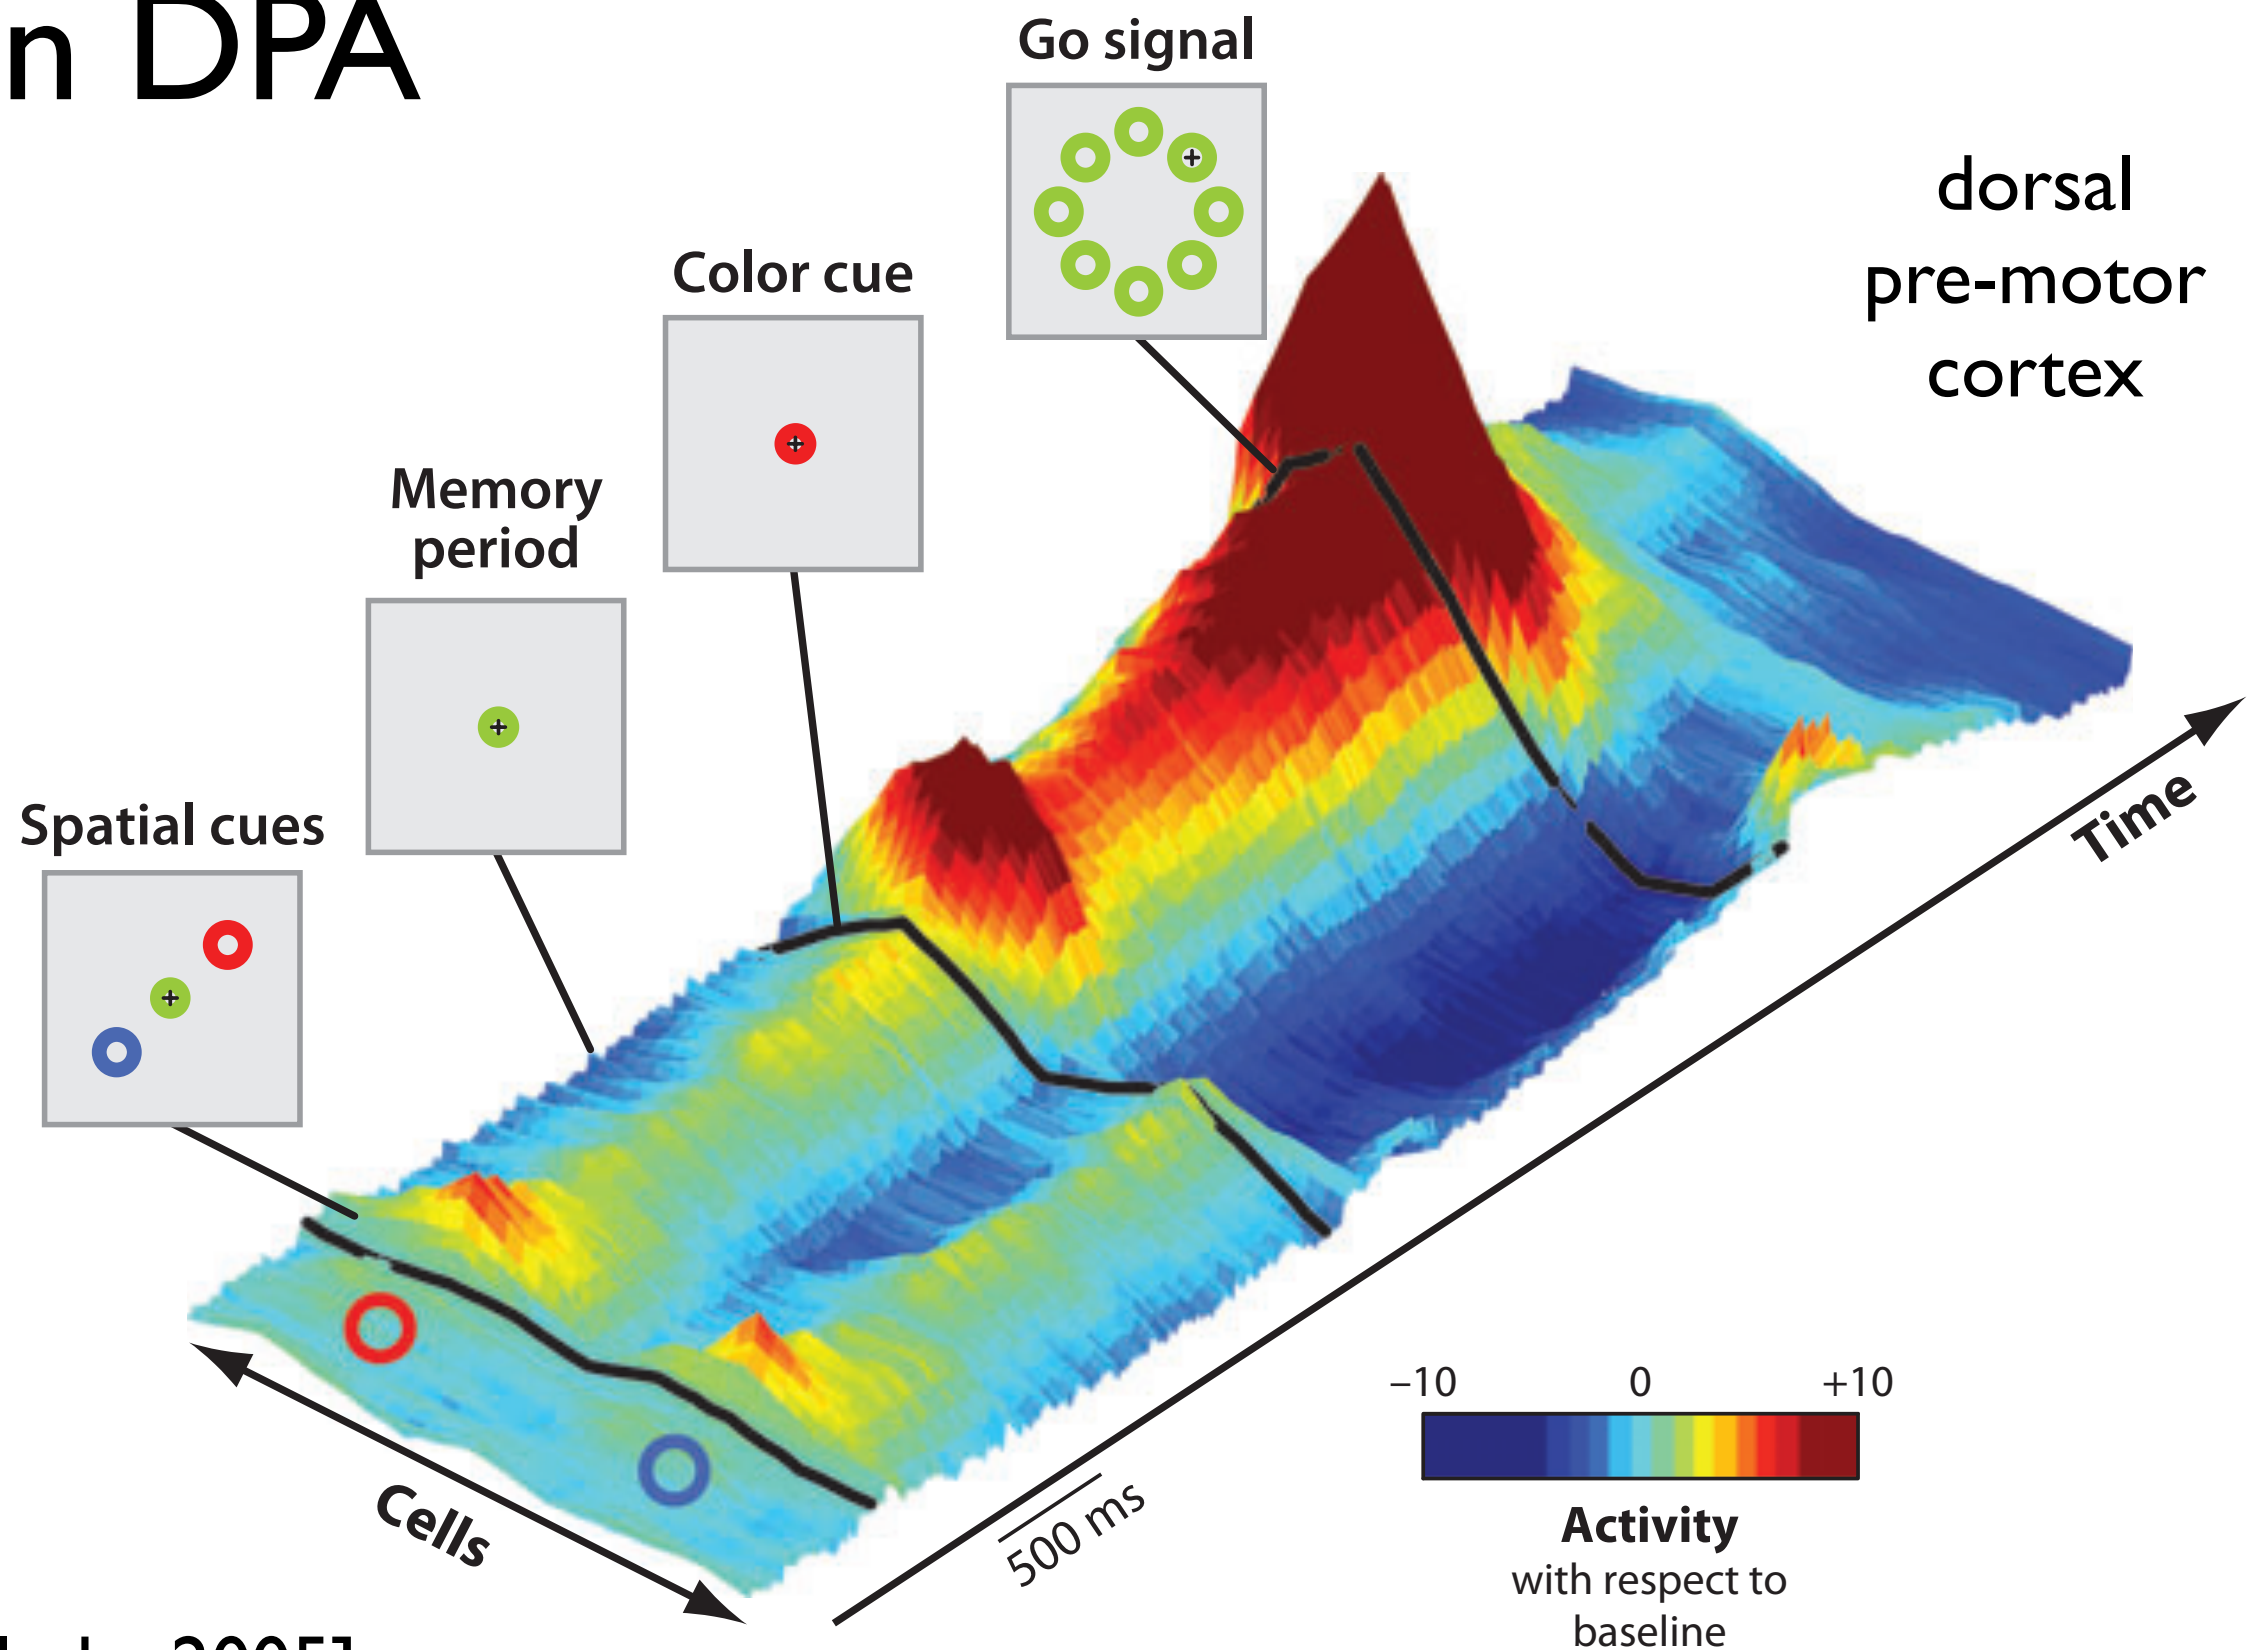 n DPA
Go signal
dorsal
pre-motor
cortex
Color cue
Memory
period
Spatial cues
Time
Cells
500 ms
–10 0 +10
Activity
with respect to
baseline
2005]